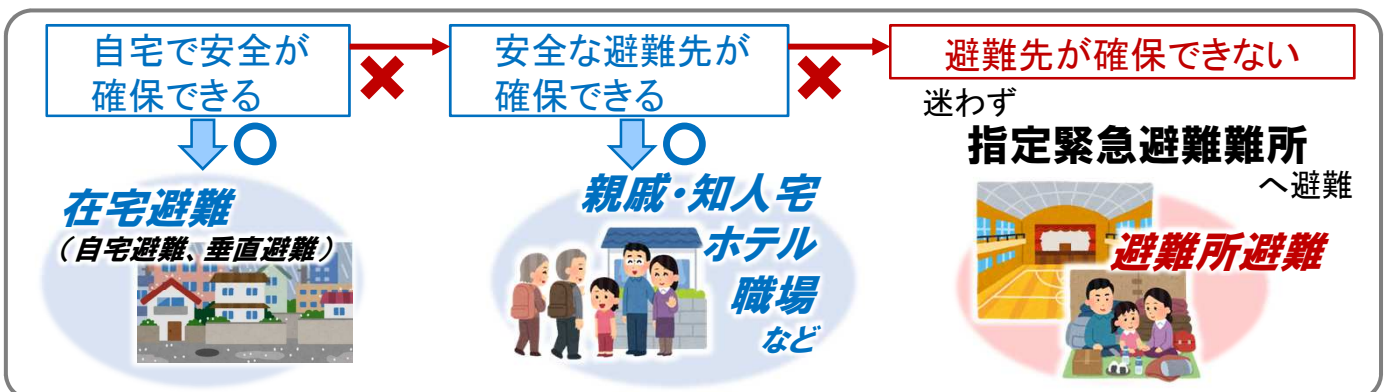 自宅で安全が
確保できる
安全な避難先が
確保できる
避難先が確保できない
迷わず
指定緊急避難難所
へ避難
在宅避難
(自宅避難、垂直避難)
親戚・知人宅
ホテル
職場
など
避難所避難